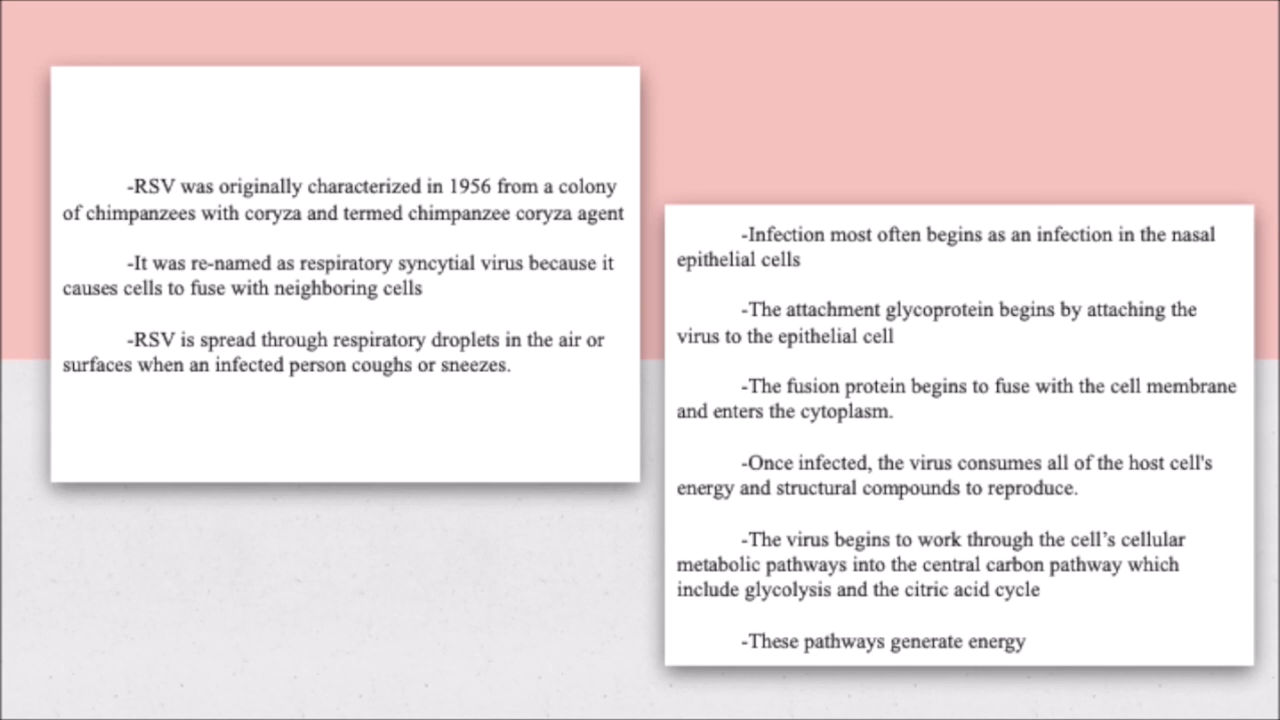 -RSV was originally characterized in 1956 from a colony
of chimpanzees with coryza and termed chimpanzee coryza agent
-It was re-named as respiratory syncytial virus because it
causes cells to fuse with neighboring cells
-RSV is spread through respiratory droplets in the air or
surfaces when an infected person coughs or sneezes.
-Infection most often begins as an infection in the nasal
epithelial cells
-The attachment glycoprotein begins by attaching the
virus to the epithelial cell
-The fusion protein begins to fuse with the cell membrane
and enters the cytoplasm.
-Once infected, the virus consumes all of the host cell's
energy and structural compounds to reproduce.
-The virus begins to work through the cell’s cellular
metabolic pathways into the central carbon pathway which
include glycolysis and the citric acid cycle
-These pathways generate energy